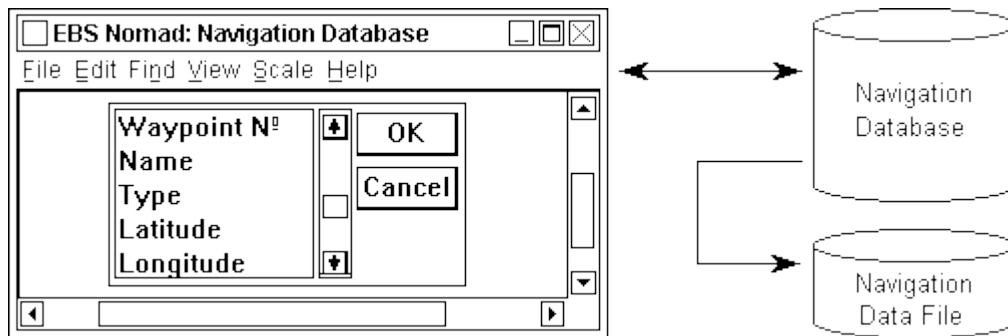 EBS Nomad: Navigation Database
File Edit Find View Scale Help
Waypoint Nº
Name
Type
Latitude
Longitude
OK
Cancel
Navigation
Database
Navigation
Data File